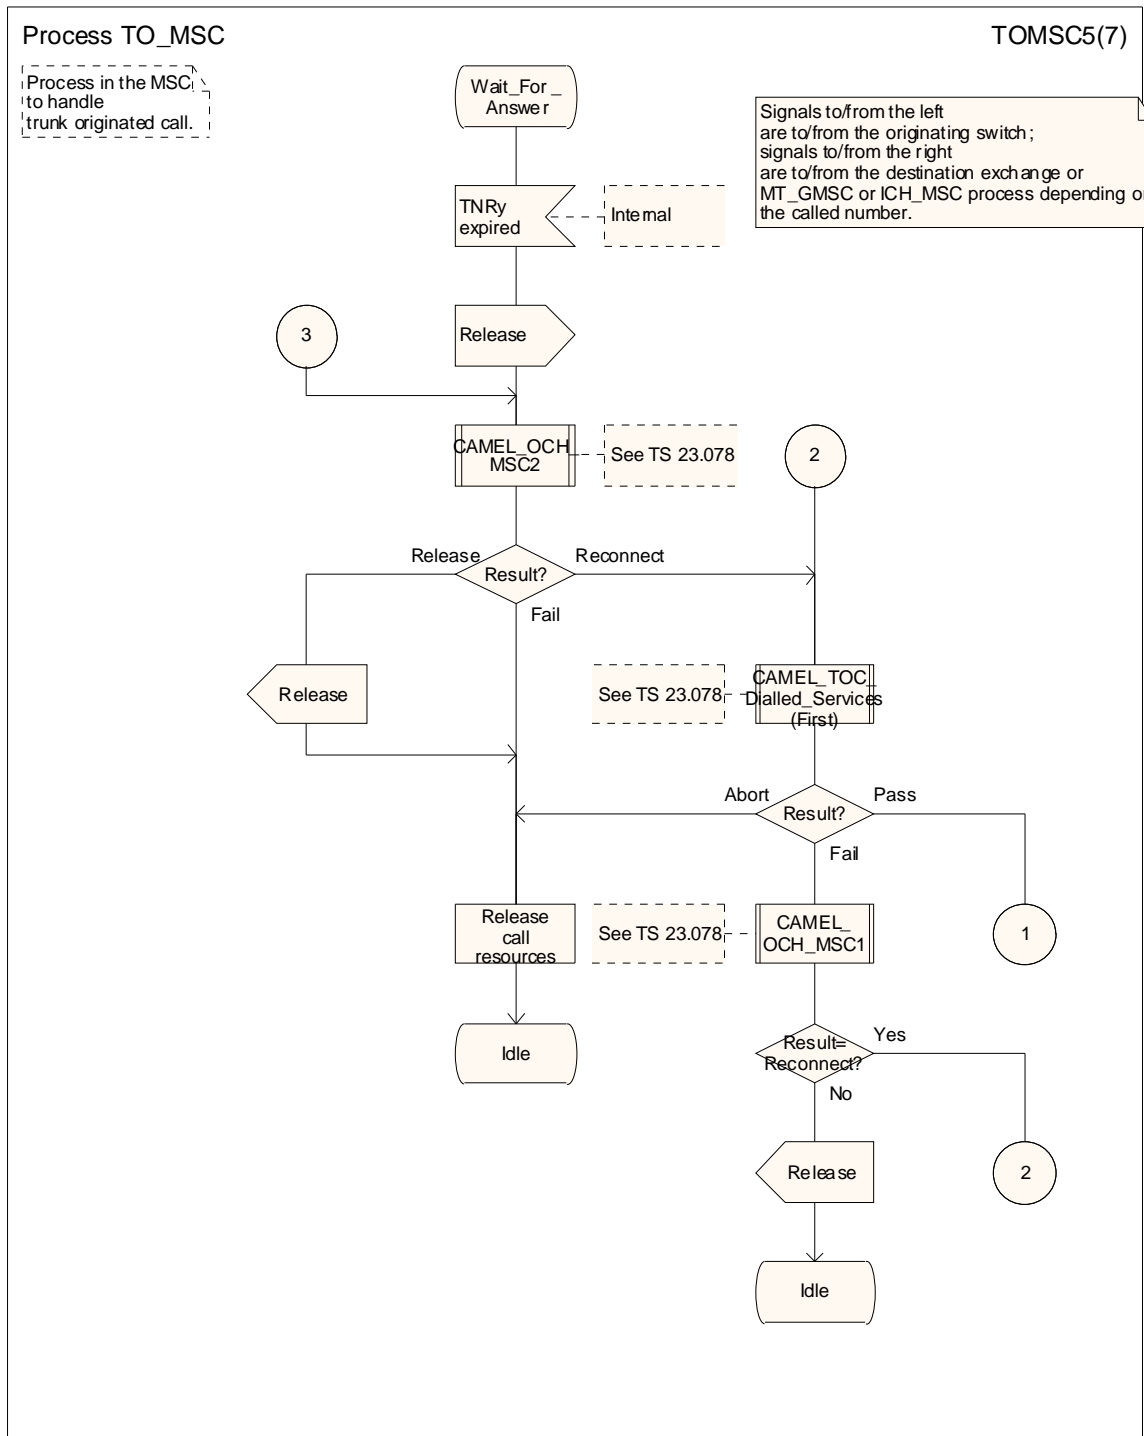 Process TO_MSC
TOMSC5(7)
Process in the MSC
to handle
trunk originated call.
Wait_For_
Answer
Signals to/from the left
are to/from the originating switch;
signals to/from the right
are to/from the destination exchange or
MT_GMSC or ICH_MSC process depending o
the called number.
TNRy
expired
Internal
3
Release
CAMEL_OCH_
MSC2
See TS 23.078
2
Release
Result?
Reconnect
Fail
Release
See TS 23.078
CAMEL_TOC_
Dialled_Services
(First)
Abort
Result?
Pass
Fail
Release
call
resources
See TS 23.078
CAMEL_
OCH_MSC1
1
Idle
Result=
Reconnect?
Yes
No
Release
2
Idle